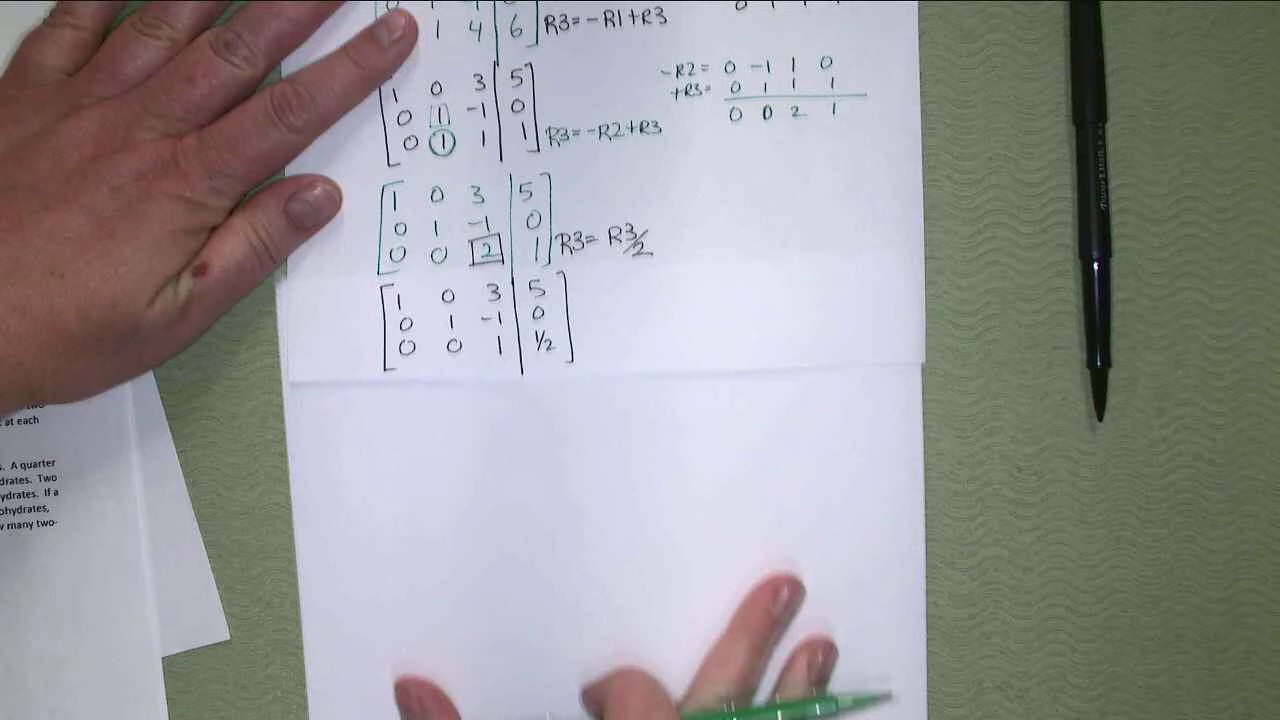 1 4 | 6 R3=-R1+R3
1 0 3 | 5
0 1 -1 | 0
0 1 1 | 1 R3=-R2+R3
-R2= 0 -1 1 0
+R3= 0 1 1 1
0 0 2 1
1 0 3 | 5
0 1 -1 | 0
0 0 2 | 1 R3= R3/2
1 0 3 | 5
0 1 -1 | 0
0 0 1 | 1/2
at each
s. A quarter
drates. Two
ydrates. If a
ohydrates,
w many two-